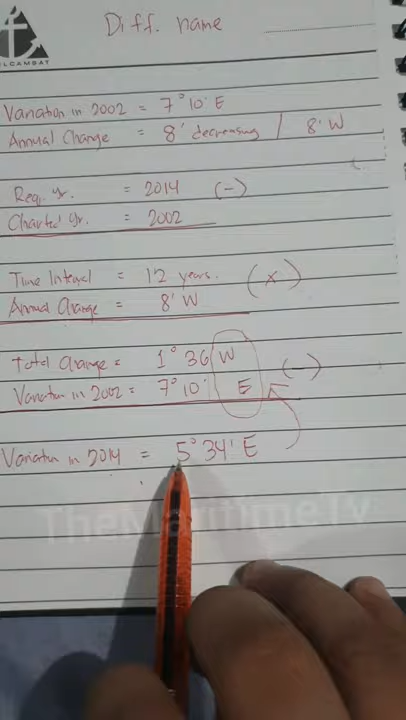 Diff. name
ELCAMSAT
Variation in 2002 = 7° 10' E
Annual Change = 8' decreasing / 8' W
Req. yr. = 2014 (-)
Charted yr. = 2002
Time Interval = 12 years. (x)
Annual Change = 8' W
Total Change = 1° 36' W (-)
Variation in 2002 = 7° 10' E
Variation in 2014 = 5° 34' E
TheMaritimeTV